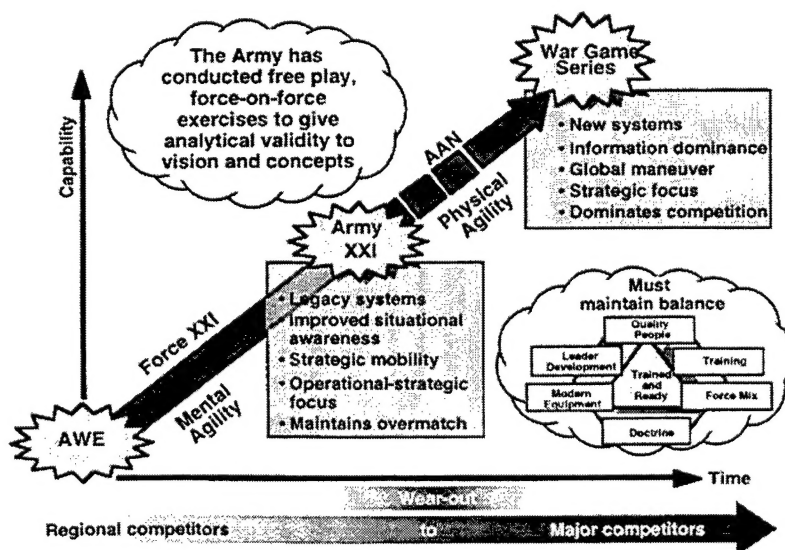 The Army has
conducted free play,
force-on-force
exercises to give
analytical validity to
vision and concepts
War Game
Series
• New systems
• Information dominance
• Global maneuver
• Strategic focus
• Dominates competition
Capability
AAN
Physical
Agility
Army
XXI
• Legacy systems
• Improved situational
awareness
• Strategic mobility
• Operational-strategic
focus
• Maintains overmatch
Force XXI
Mental
Agility
AWE
Must
maintain balance
Quality
People
Leader
Development
Training
Trained
and
Ready
Modern
Equipment
Force Mix
Doctrine
Time
Wear-out
Regional competitors to Major competitors